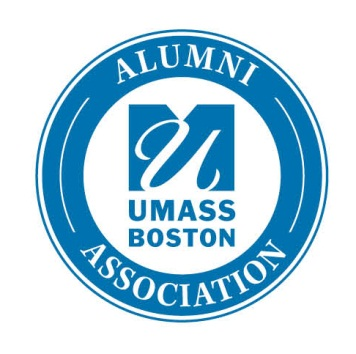 ALUMNI
U
UMASS
BOSTON
ASSOCIATION